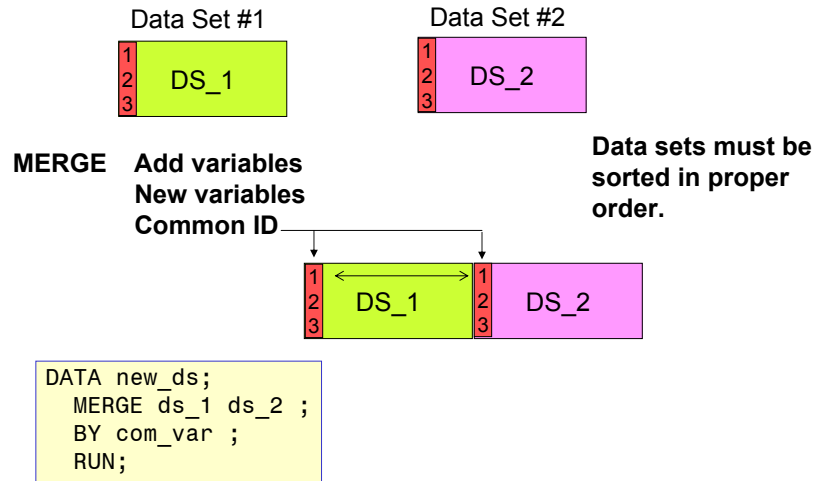 Data Set #1
Data Set #2
1
2
3
DS_1
1
2
3
DS_2
MERGE Add variables
New variables
Common ID
Data sets must be
sorted in proper
order.
1
2
3
DS_1
1
2
3
DS_2
DATA new_ds;
MERGE ds_1 ds_2 ;
BY com_var ;
RUN;